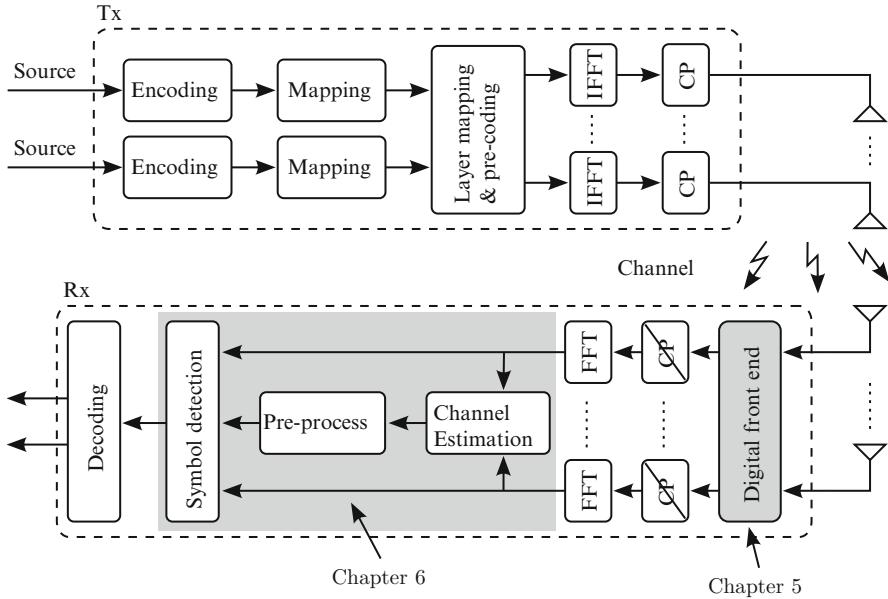 Tx
Source
Encoding
Mapping
Layer mapping
& pre-coding
IFFT
CP
Source
Encoding
Mapping
IFFT
CP
Channel
Rx
Decoding
Symbol detection
Pre-process
Channel
Estimation
FFT
CP
FFT
CP
Digital front end
Chapter 6
Chapter 5